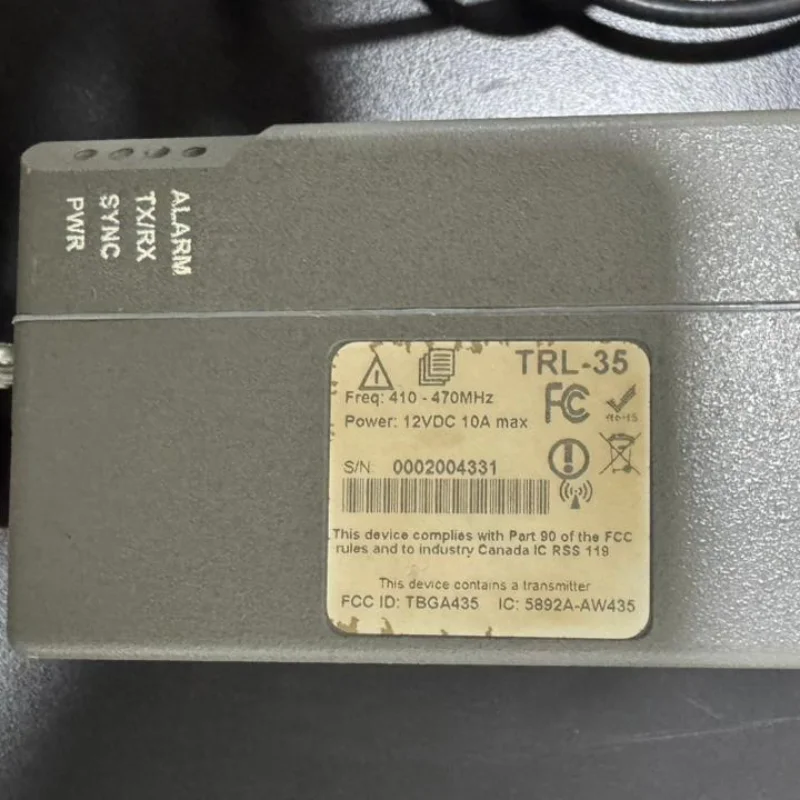 ALARM
TX/RX
SYNC
PWR
TRL-35
Freq: 410 - 470MHz
Power: 12VDC 10A max
FC
RoHS
S/N: 0002004331
This device complies with Part 90 of the FCC
rules and to industry Canada IC RSS 119
This device contains a transmitter
FCC ID: TBGA435 IC: 5892A-AW435